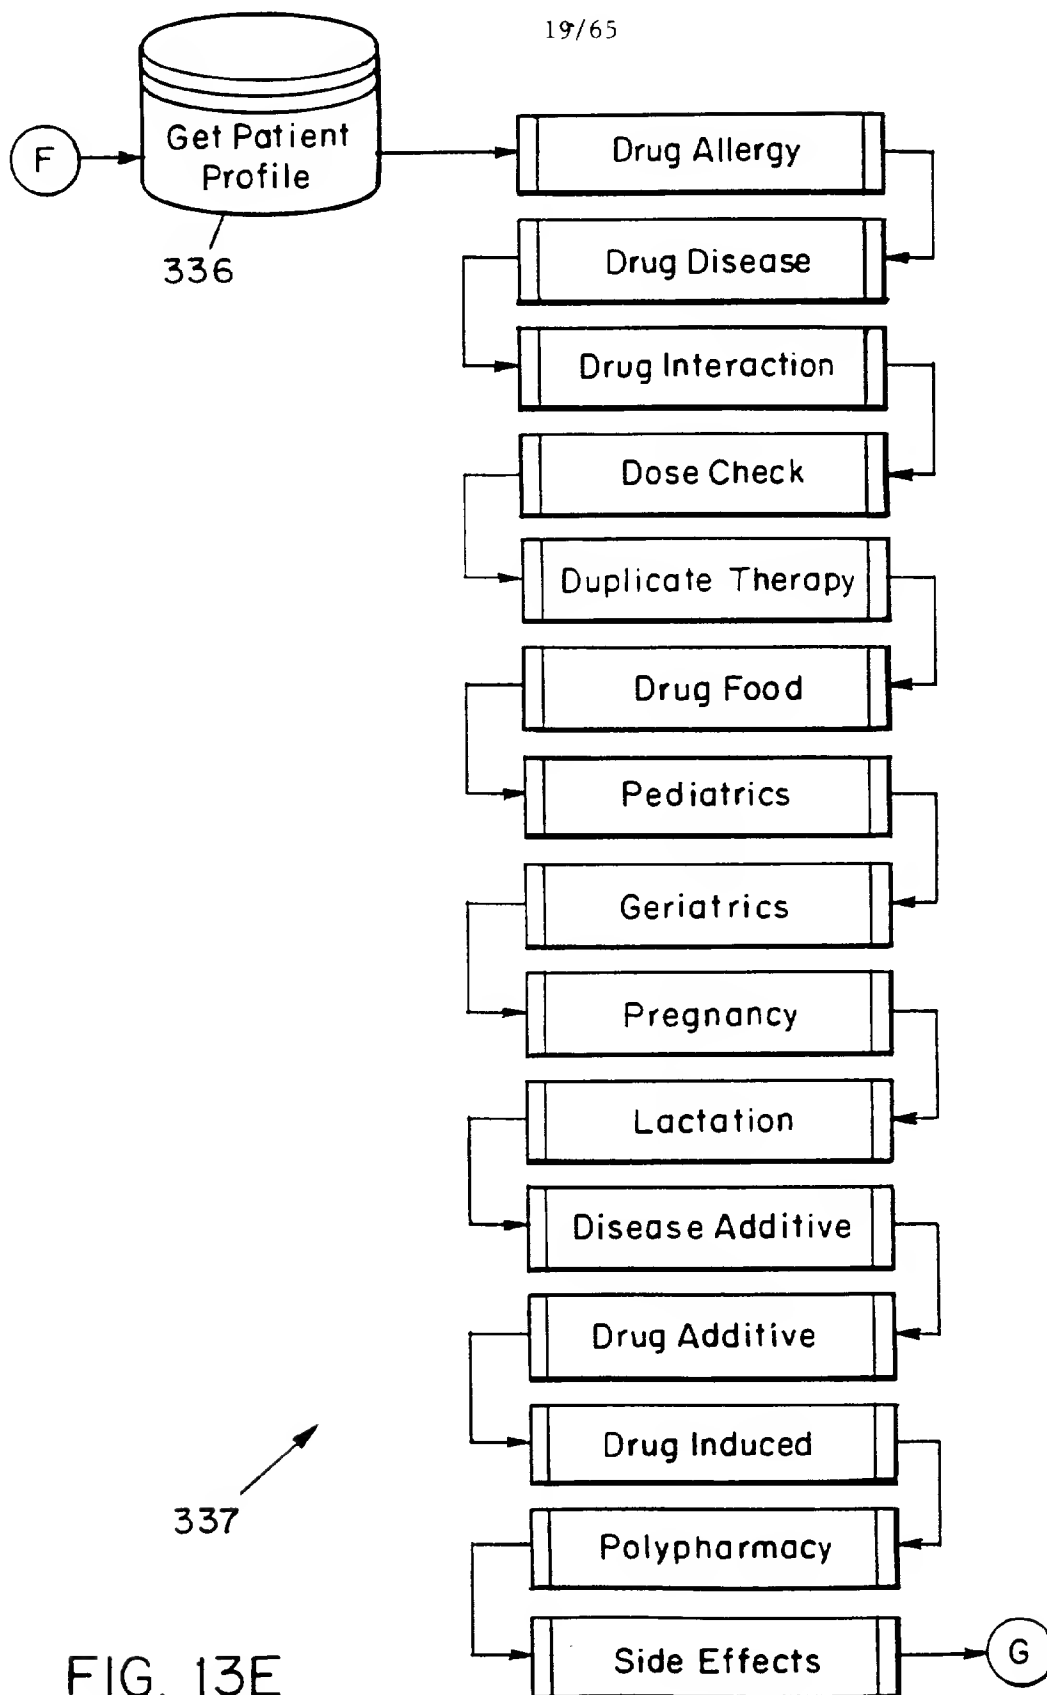 19/65
F
Get Patient
Profile
336
Drug Allergy
Drug Disease
Drug Interaction
Dose Check
Duplicate Therapy
Drug Food
Pediatrics
Geriatrics
Pregnancy
Lactation
Disease Additive
Drug Additive
Drug Induced
337
Polypharmacy
Side Effects
G
FIG. 13E